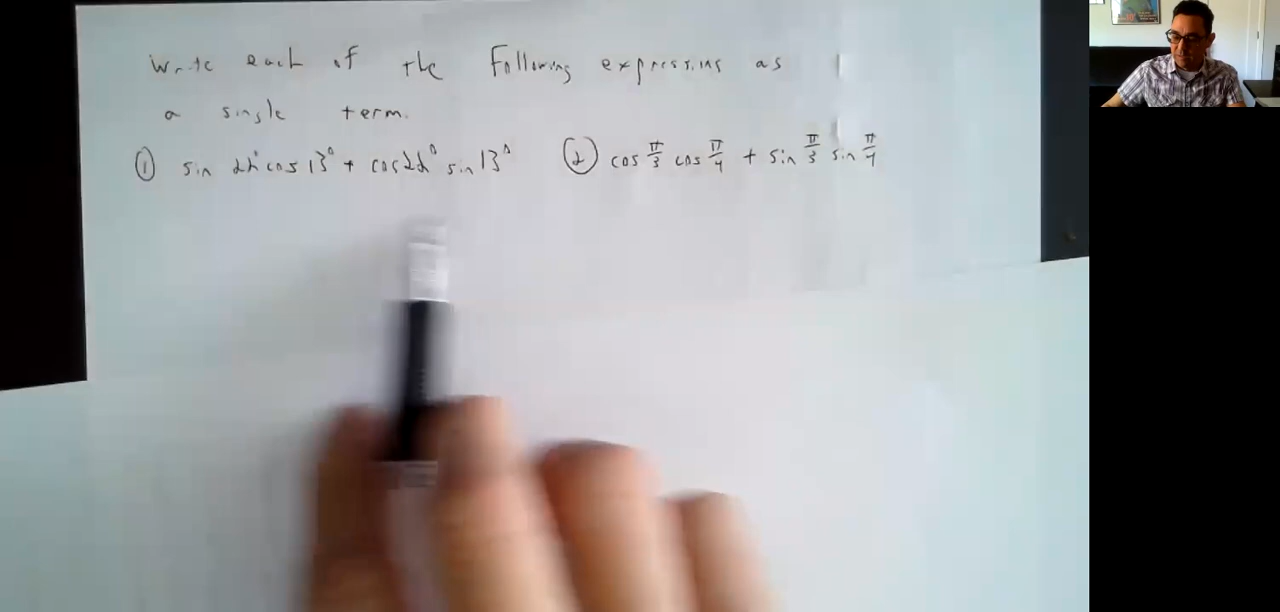 Write each of the following expressions as
a single term.
① sin 22° cos 13° + cos 22° sin 13° ② cos π/3 cos π/4 + sin π/3 sin π/4